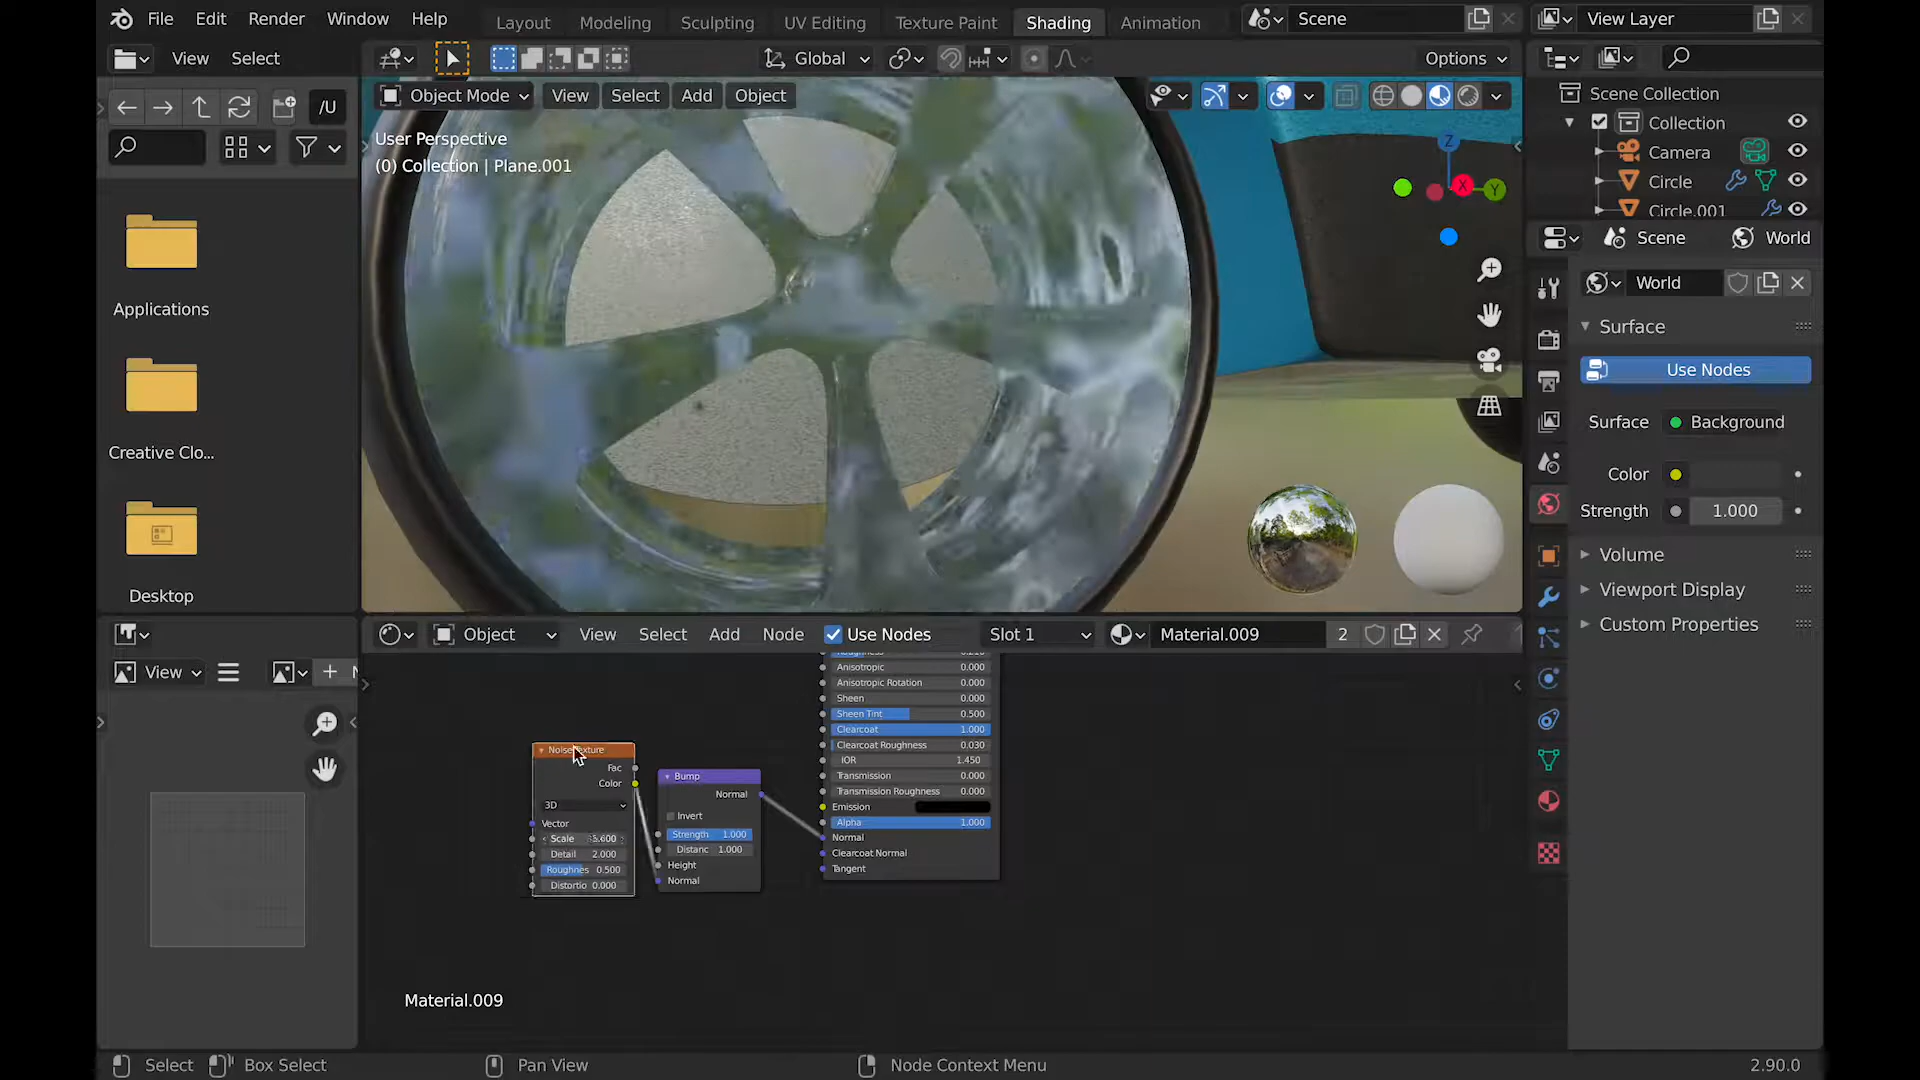 File Edit Render Window Help
Layout Modeling Sculpting UV Editing Texture Paint Shading Animation
Scene
View Layer
View Select
Global
Options
/U
Object Mode View Select Add Object
User Perspective
(0) Collection | Plane.001
Z
X
Y
Applications
Creative Clo...
Desktop
Scene Collection
Collection
Camera
Circle
Circle.001
Scene World
World
Surface
Use Nodes
Surface Background
Color
Strength 1.000
Volume
Viewport Display
Custom Properties
Object View Select Add Node Use Nodes Slot 1 Material.009 2
View
Anisotropic 0.000
Anisotropic Rotation 0.000
Sheen 0.000
Sheen Tint 0.500
Clearcoat 1.000
Clearcoat Roughness 0.030
IOR 1.450
Transmission 0.000
Transmission Roughness 0.000
Emission
Alpha 1.000
Normal
Clearcoat Normal
Tangent
Fac
Color
3D
Vector
Scale
Detail 2.000
Roughnes 0.500
Distortio 0.000
Bump
Normal
Invert
Strength 1.000
Distanc 1.000
Height
Normal
Material.009
Select Box Select Pan View Node Context Menu 2.90.0